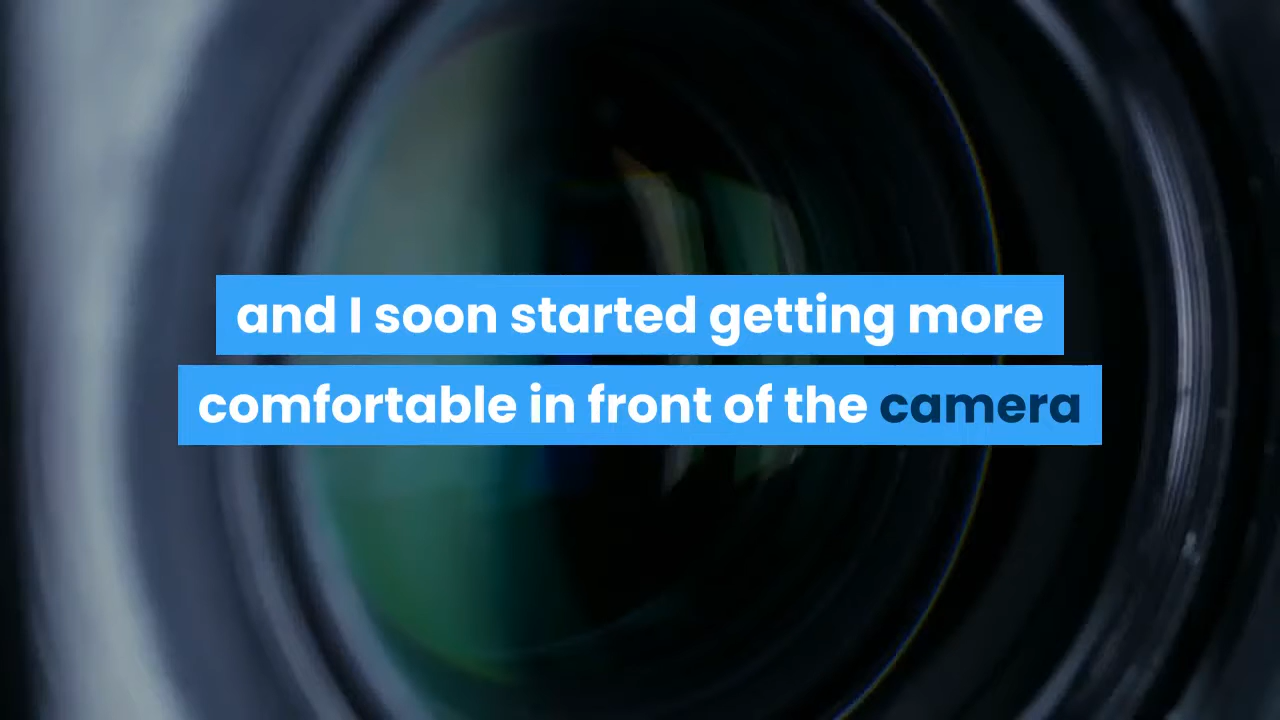 and I soon started getting more
comfortable in front of the camera